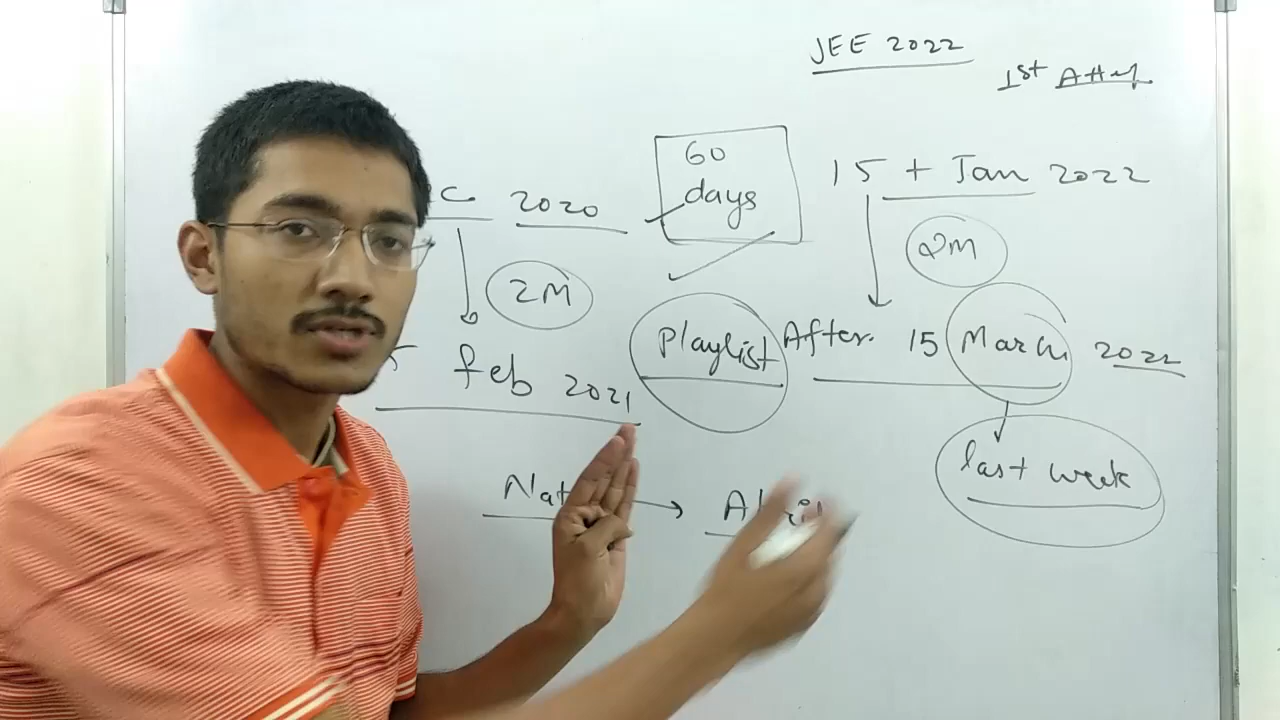 JEE 2022
1st
60
days
15 + Jan 2022
c 2020
2M
2M
Playlist
After 15 March 2022
feb 2021
last week
Nat → April